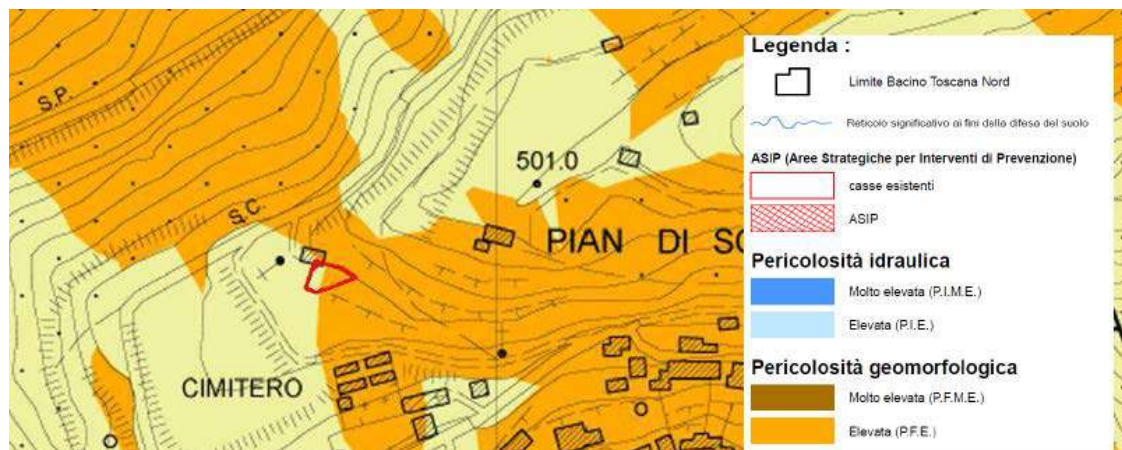 S.P.
S.C.
501.0
PIAN DI SC
CIMITERO
Legenda :
Limite Bacino Toscana Nord
Reticolo significativo ai fini della difesa del suolo
ASIP (Aree Strategiche per Interventi di Prevenzione)
casse esistenti
ASIP
Pericolosità idraulica
Molto elevata (P.I.M.E.)
Elevata (P.I.E.)
Pericolosità geomorfologica
Molto elevata (P.F.M.E.)
Elevata (P.F.E.)